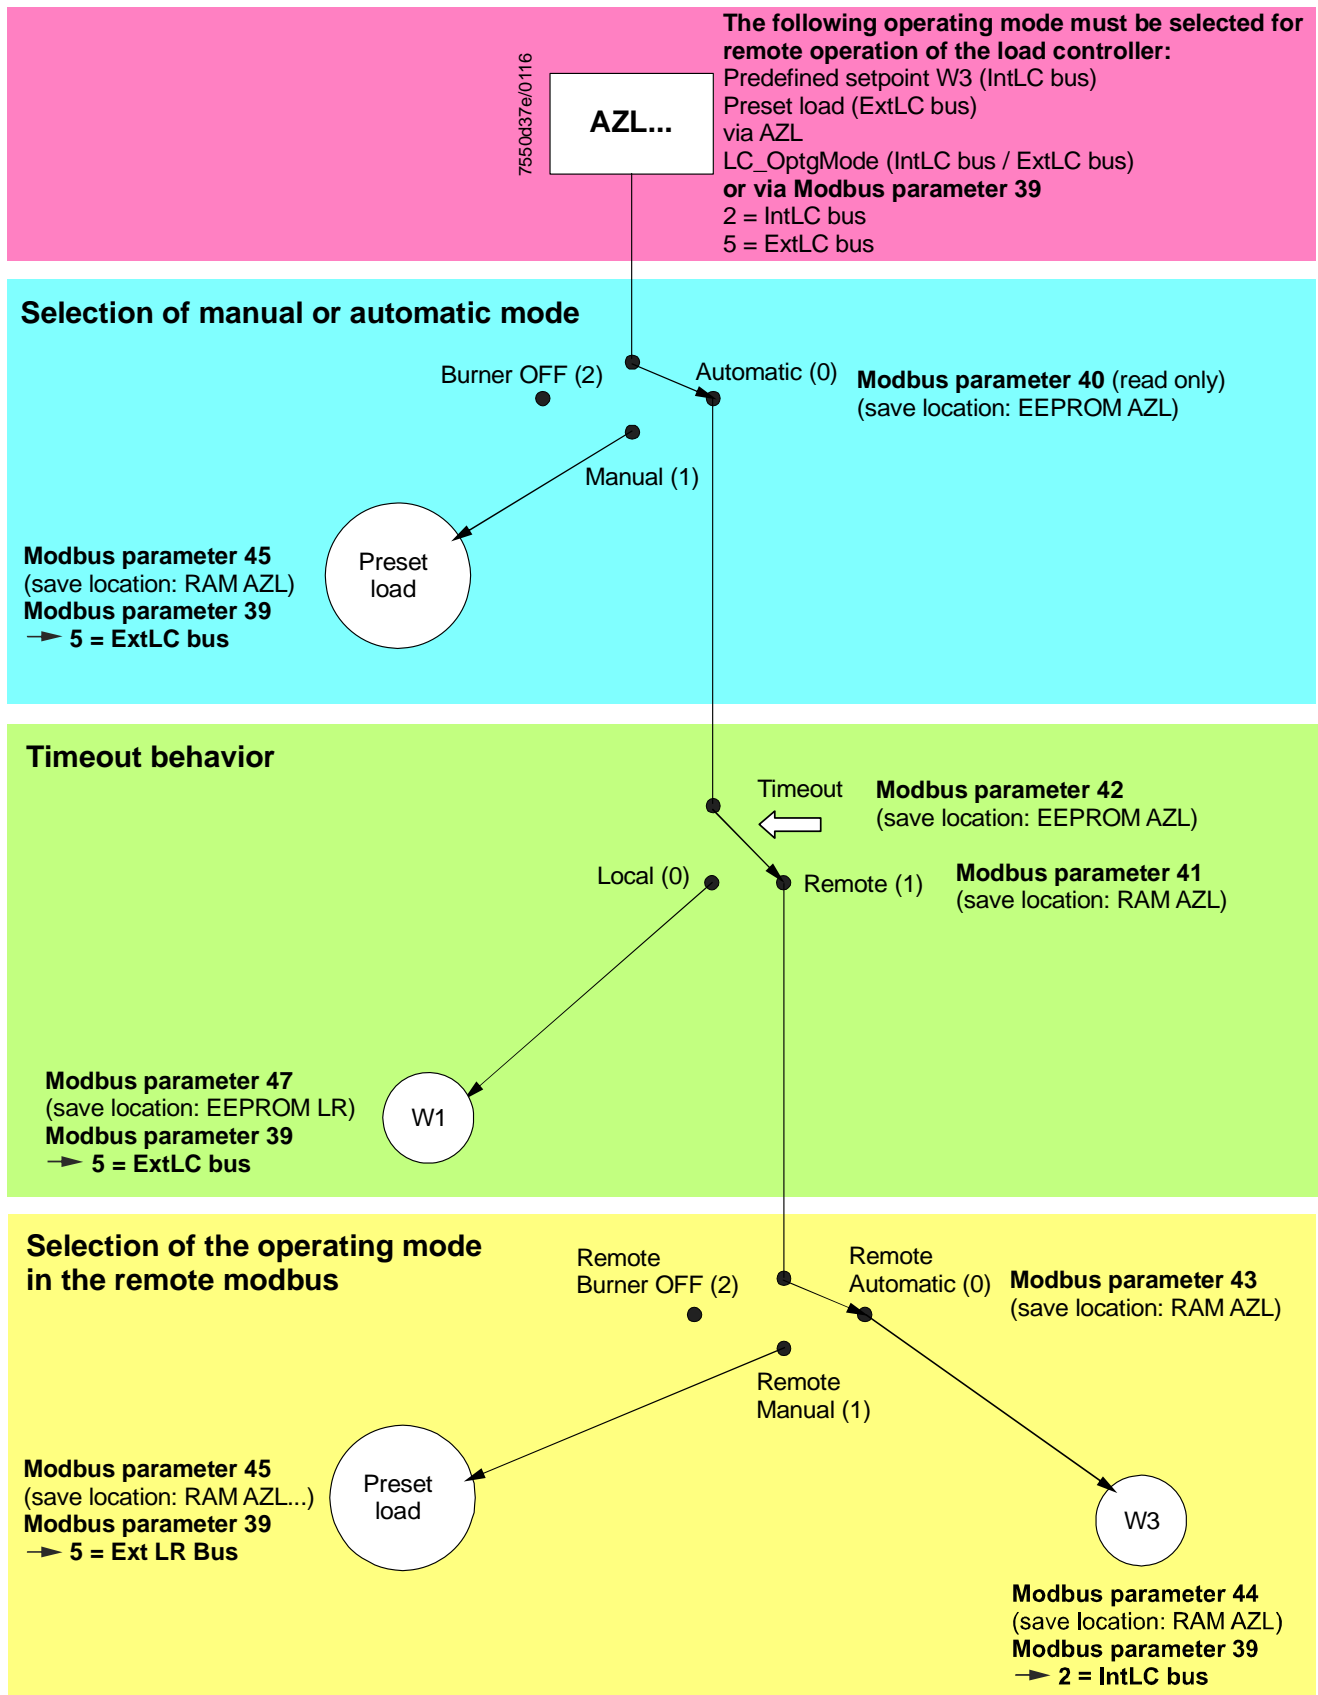 The following operating mode must be selected for
remote operation of the load controller:
Predefined setpoint W3 (IntLC bus)
Preset load (ExtLC bus)
via AZL
LC_OptgMode (IntLC bus / ExtLC bus)
or via Modbus parameter 39
2 = IntLC bus
5 = ExtLC bus
7550d37e/0116
AZL...
Selection of manual or automatic mode
Burner OFF (2)
Automatic (0)
Modbus parameter 40 (read only)
(save location: EEPROM AZL)
Manual (1)
Modbus parameter 45
(save location: RAM AZL)
Modbus parameter 39
→ 5 = ExtLC bus
Preset
load
Timeout behavior
Timeout
Modbus parameter 42
(save location: EEPROM AZL)
Local (0)
Remote (1)
Modbus parameter 41
(save location: RAM AZL)
Modbus parameter 47
(save location: EEPROM LR)
Modbus parameter 39
→ 5 = ExtLC bus
W1
Selection of the operating mode
in the remote modbus
Remote
Burner OFF (2)
Remote
Automatic (0)
Modbus parameter 43
(save location: RAM AZL)
Remote
Manual (1)
Modbus parameter 45
(save location: RAM AZL...)
Modbus parameter 39
→ 5 = Ext LR Bus
Preset
load
W3
Modbus parameter 44
(save location: RAM AZL)
Modbus parameter 39
→ 2 = IntLC bus